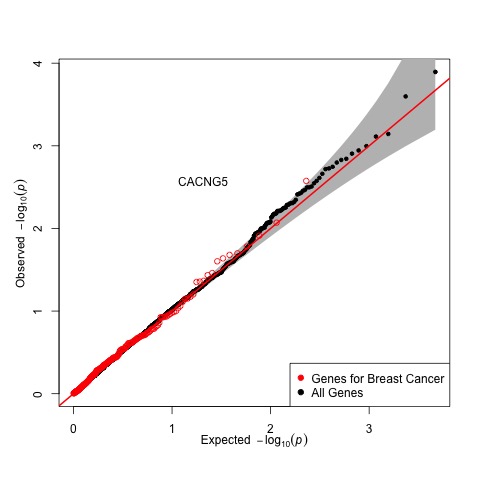 CACNG5
Observed −log10(p)
4
3
2
1
0
0 1 2 3
Expected −log10(p)
Genes for Breast Cancer
All Genes